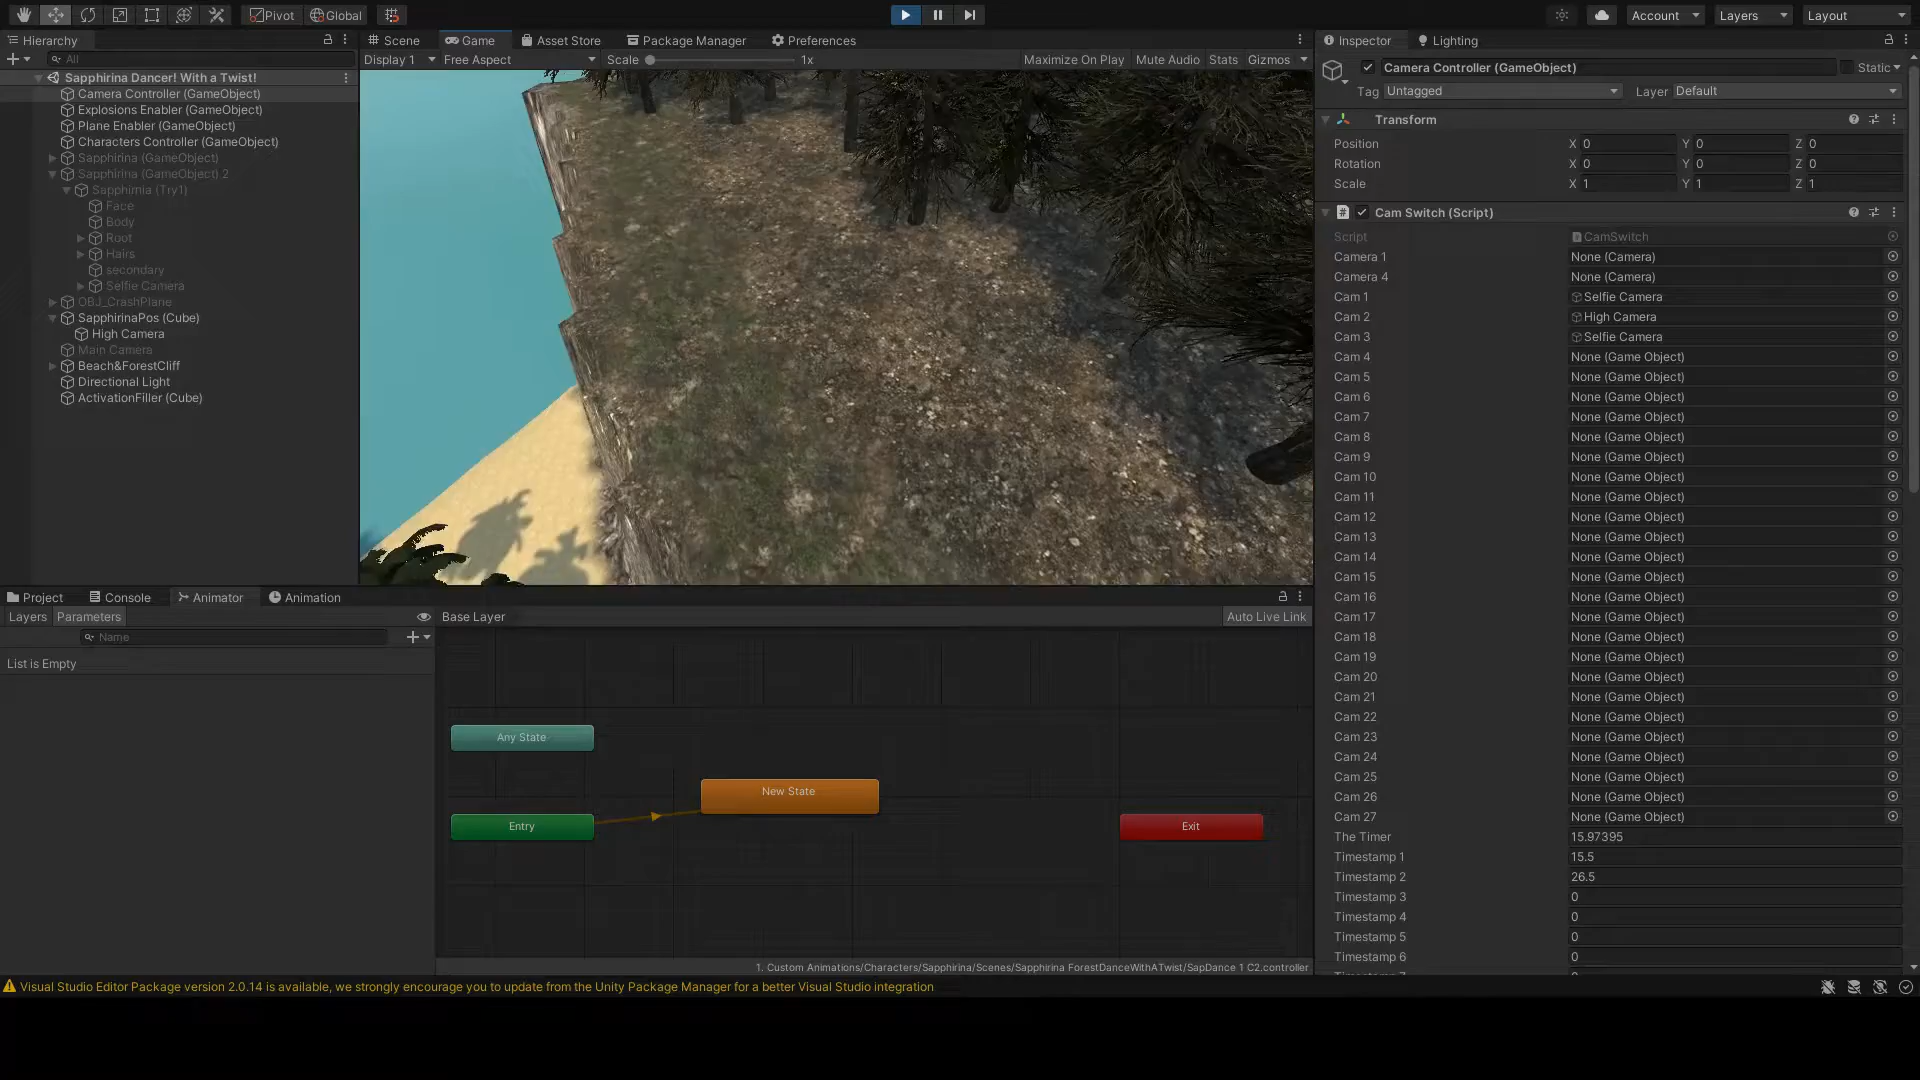 Pivot Global Account Layers Layout
Hierarchy Scene Game Asset Store Package Manager Preferences Inspector Lighting
All Display 1 Free Aspect Scale 1x Maximize On Play Mute Audio Stats Gizmos
Camera Controller (GameObject) Static
Tag Untagged Layer Default
Sapphirina Dancer! With a Twist!
Camera Controller (GameObject)
Explosions Enabler (GameObject)
Plane Enabler (GameObject)
Characters Controller (GameObject)
Sapphirina (GameObject)
Sapphirina (GameObject) 2
Sapphirnia (Try1)
Face
Body
Root
Hairs
secondary
Selfie Camera
OBJ_CrashPlane
SapphirinaPos (Cube)
High Camera
Main Camera
Beach&ForestCliff
Directional Light
ActivationFiller (Cube)
Transform
Position X 0 Y 0 Z 0
Rotation X 0 Y 0 Z 0
Scale X 1 Y 1 Z 1
Cam Switch (Script)
Script CamSwitch
Camera 1 None (Camera)
Camera 4 None (Camera)
Cam 1 Selfie Camera
Cam 2 High Camera
Cam 3 Selfie Camera
Cam 4 None (Game Object)
Cam 5 None (Game Object)
Cam 6 None (Game Object)
Cam 7 None (Game Object)
Cam 8 None (Game Object)
Cam 9 None (Game Object)
Cam 10 None (Game Object)
Cam 11 None (Game Object)
Cam 12 None (Game Object)
Cam 13 None (Game Object)
Cam 14 None (Game Object)
Cam 15 None (Game Object)
Cam 16 None (Game Object)
Cam 17 None (Game Object)
Cam 18 None (Game Object)
Cam 19 None (Game Object)
Cam 20 None (Game Object)
Cam 21 None (Game Object)
Cam 22 None (Game Object)
Cam 23 None (Game Object)
Cam 24 None (Game Object)
Cam 25 None (Game Object)
Cam 26 None (Game Object)
Cam 27 None (Game Object)
The Timer 15.97395
Timestamp 1 15.5
Timestamp 2 26.5
Timestamp 3 0
Timestamp 4 0
Timestamp 5 0
Timestamp 6 0
Project Console Animator Animation
Layers Parameters Base Layer Auto Live Link
Name
List is Empty
Any State
New State
Entry
Exit
1. Custom Animations/Characters/Sapphirina/Scenes/Sapphirina ForestDanceWithATwist/SapDance 1 C2.controller
Visual Studio Editor Package version 2.0.14 is available, we strongly encourage you to update from the Unity Package Manager for a better Visual Studio integration